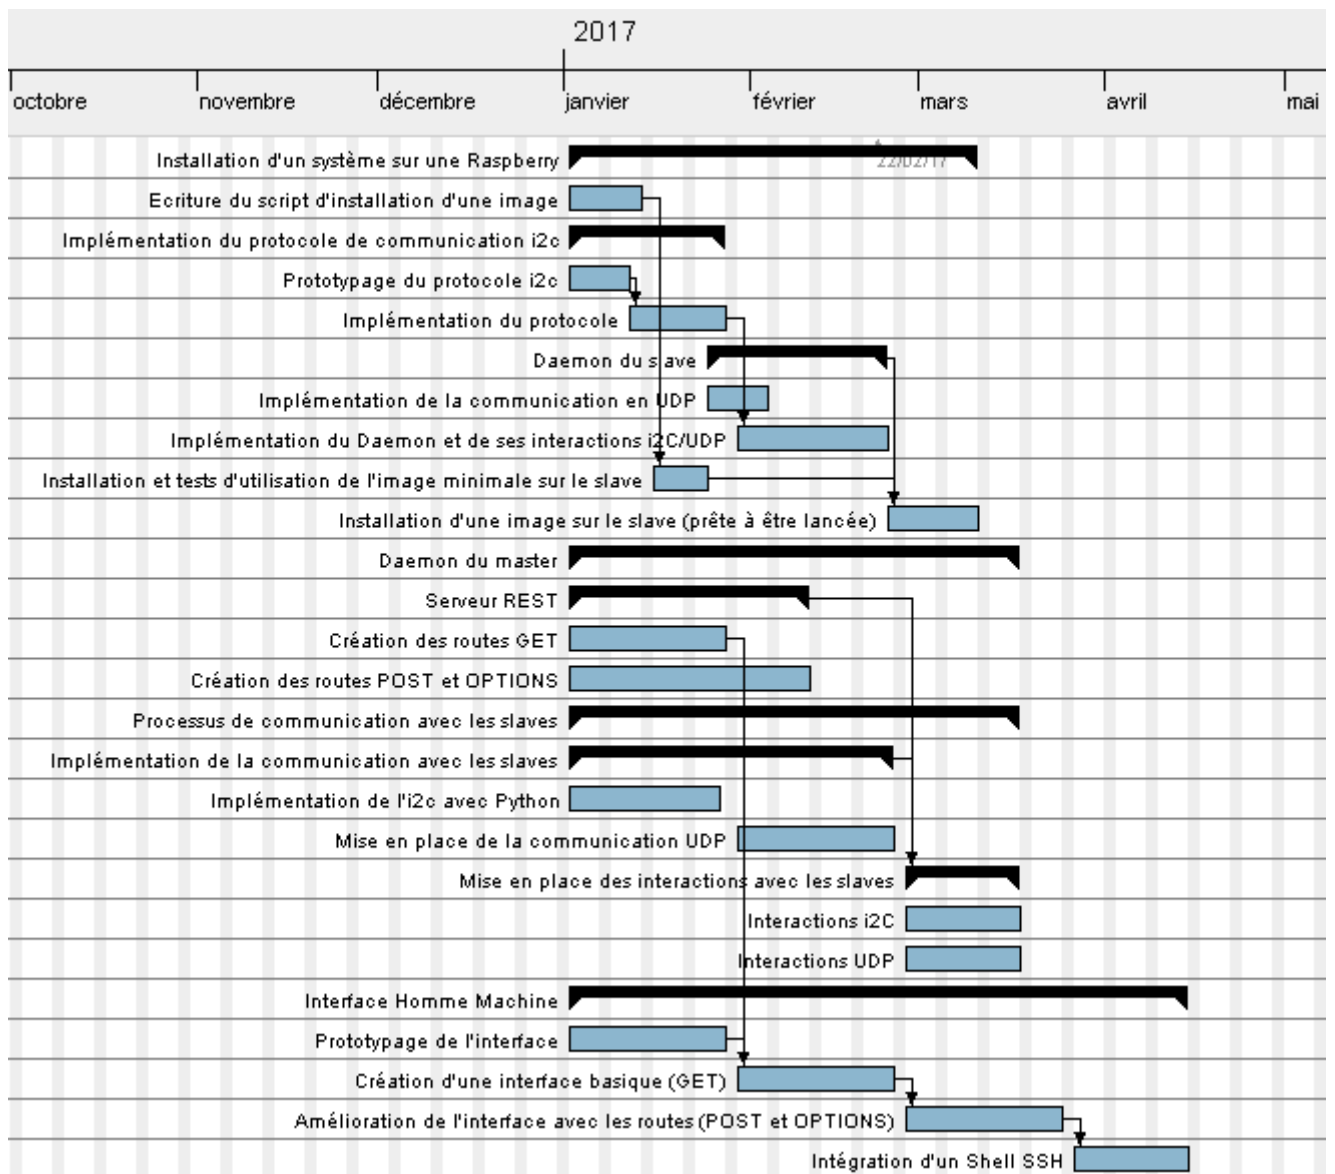 2017
octobre novembre décembre janvier février mars avril mai
Installation d'un système sur une Raspberry 22/02/17
Ecriture du script d'installation d'une image
Implémentation du protocole de communication i2c
Prototypage du protocole i2c
Implémentation du protocole
Daemon du slave
Implémentation de la communication en UDP
Implémentation du Daemon et de ses interactions i2C/UDP
Installation et tests d'utilisation de l'image minimale sur le slave
Installation d'une image sur le slave (prête à être lancée)
Daemon du master
Serveur REST
Création des routes GET
Création des routes POST et OPTIONS
Processus de communication avec les slaves
Implémentation de la communication avec les slaves
Implémentation de l'i2c avec Python
Mise en place de la communication UDP
Mise en place des interactions avec les slaves
Interactions i2C
Interactions UDP
Interface Homme Machine
Prototypage de l'interface
Création d'une interface basique (GET)
Amélioration de l'interface avec les routes (POST et OPTIONS)
Intégration d'un Shell SSH